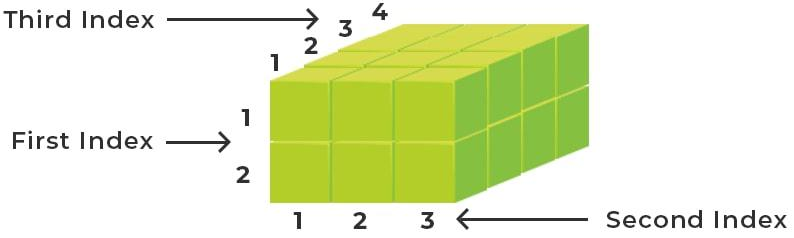 Third Index
1 2 3 4
First Index
1
2
1 2 3
Second Index